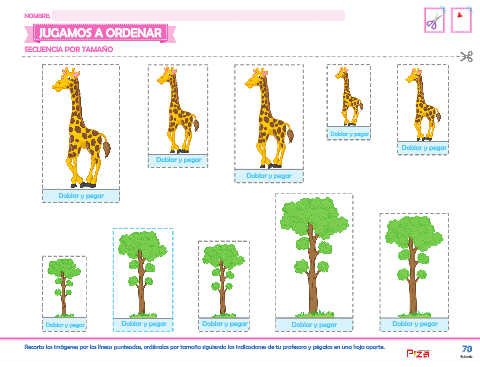 NOMBRE
JUGAMOS A ORDENAR
SECUENCIA POR TAMAÑO
Doblar y pegar
Doblar y pegar
Doblar y pegar
Doblar y pegar
Doblar y pegar
Doblar y pegar
Doblar y pegar
Doblar y pegar
Doblar y pegar
Doblar y pegar
Recorta las imágenes por las líneas punteadas, ordénalas por tamaño siguiendo las indicaciones de tu profesora y pégalas en una hoja aparte.
70